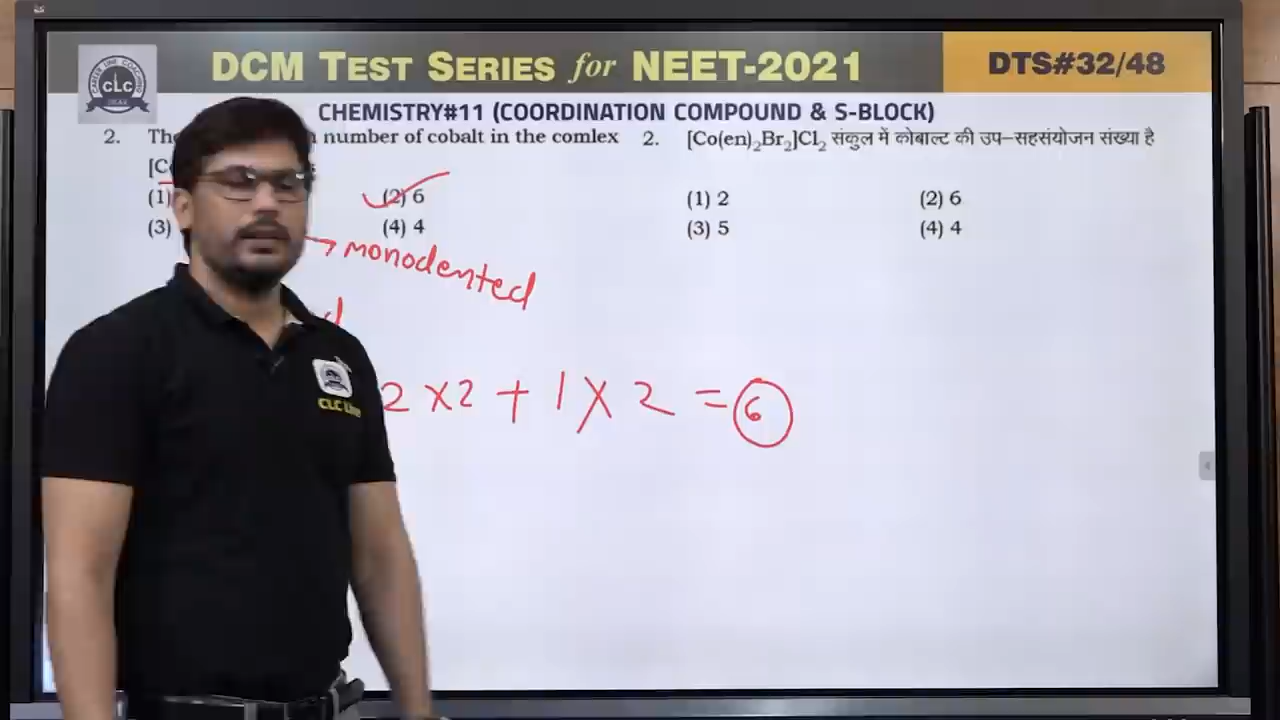 DCM TEST SERIES for NEET-2021
DTS#32/48
CLC
CHEMISTRY#11 (COORDINATION COMPOUND & S-BLOCK)
2. The number of cobalt in the comlex
(1) (2) 6
(3) (4) 4
2. [Co(en)₂Br₂]Cl₂ संकुल में कोबाल्ट की उप–सहसंयोजन संख्या है
(1) 2 (2) 6
(3) 5 (4) 4
→ monodented
2 x 2 + 1 x 2 = 6
CLC